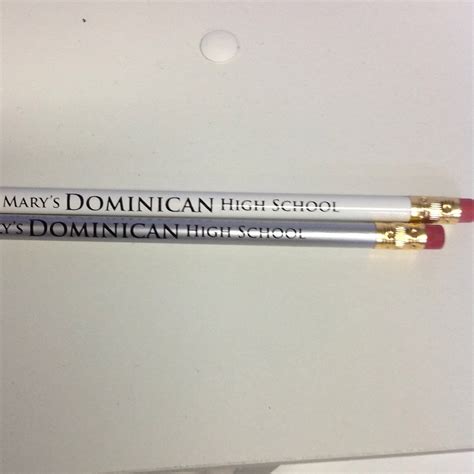 MARY'S DOMINICAN HIGH SCHOOL
Y'S DOMINICAN HIGH SCHOOL